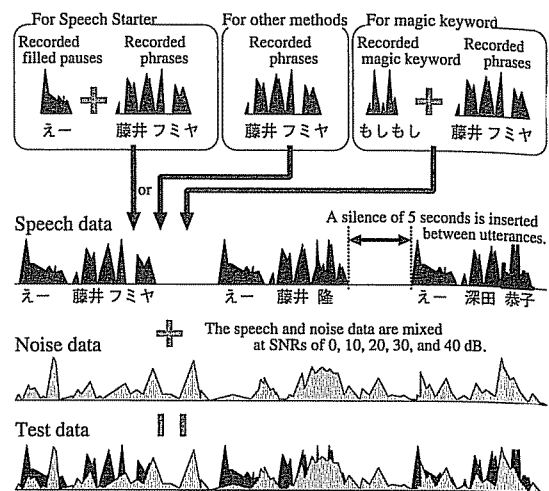 For Speech Starter
Recorded
filled pauses
Recorded
phrases
えー
藤井 フミヤ
For other methods
Recorded
phrases
藤井 フミヤ
For magic keyword
Recorded
magic keyword
Recorded
phrases
もしもし
藤井 フミヤ
or
Speech data
A silence of 5 seconds is inserted
between utterances.
えー 藤井 フミヤ えー 藤井 隆 えー 深田 恭子
The speech and noise data are mixed
at SNRs of 0, 10, 20, 30, and 40 dB.
Noise data
Test data